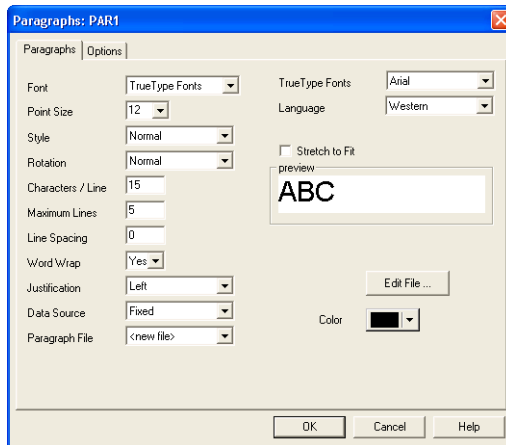 Paragraphs: PAR1
Paragraphs Options
Font TrueType Fonts TrueType Fonts Arial
Point Size 12 Language Western
Style Normal
Rotation Normal Stretch to Fit
Characters / Line 15 preview
Maximum Lines 5 ABC
Line Spacing 0
Word Wrap Yes
Justification Left Edit File ...
Data Source Fixed Color
Paragraph File <new file>
OK Cancel Help